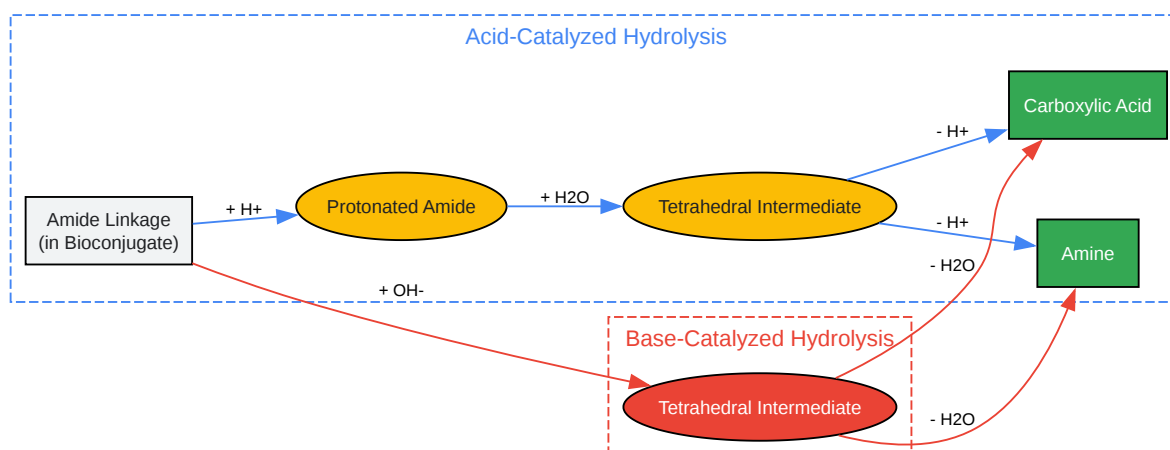 Acid-Catalyzed Hydrolysis
Carboxylic Acid
- H+
+ H2O
+ H+
Protonated Amide
Tetrahedral Intermediate
Amide Linkage
(in Bioconjugate)
- H+
Amine
- H2O
+ OH-
Base-Catalyzed Hydrolysis
Tetrahedral Intermediate
- H2O